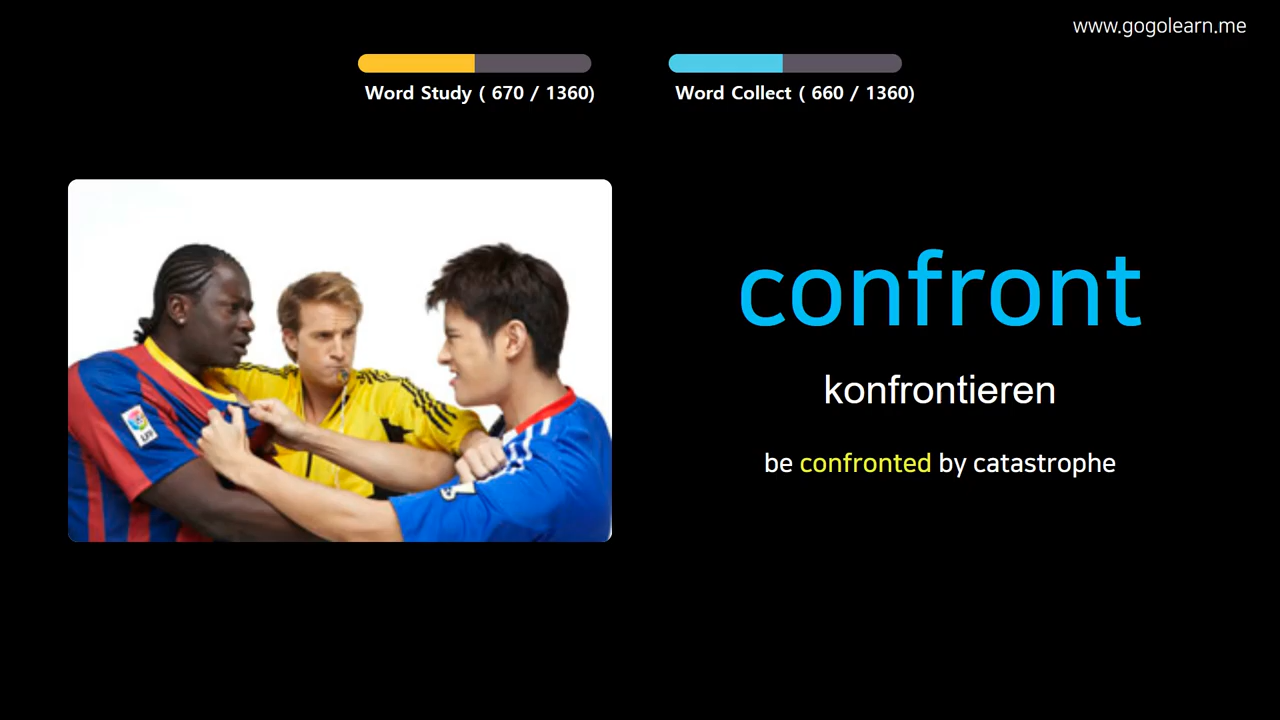 www.gogolearn.me
Word Study ( 670 / 1360)
Word Collect ( 660 / 1360)
confront
konfrontieren
be confronted by catastrophe